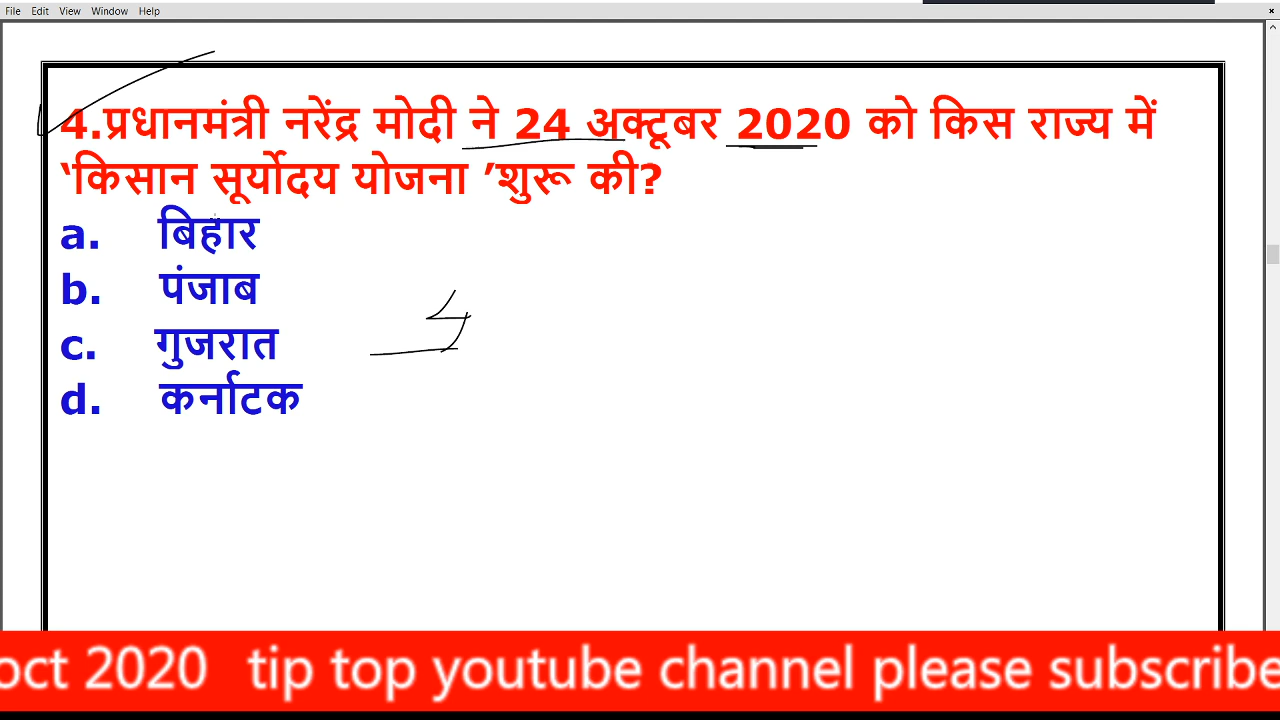 File Edit View Window Help
4.प्रधानमंत्री नरेंद्र मोदी ने 24 अक्टूबर 2020 को किस राज्य में
‘किसान सूर्योदय योजना ’शुरू की?
a. बिहार
b. पंजाब
c. गुजरात
d. कर्नाटक
oct 2020 tip top youtube channel please subscribe